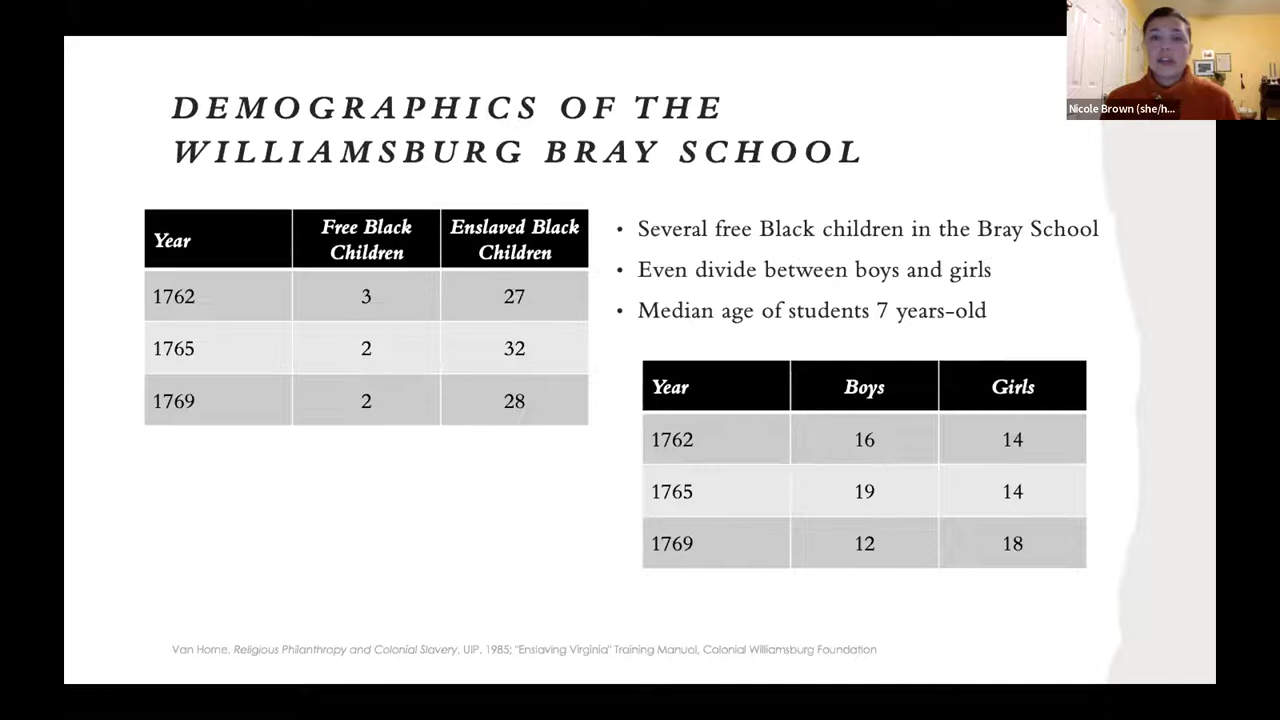 DEMOGRAPHICS OF THE
WILLIAMSBURG BRAY SCHOOL
Nicole Brown (she/h...
Year Free Black Children Enslaved Black Children
1762 3 27
1765 2 32
1769 2 28
• Several free Black children in the Bray School
• Even divide between boys and girls
• Median age of students 7 years-old
Year Boys Girls
1762 16 14
1765 19 14
1769 12 18
Van Horne. Religious Philanthropy and Colonial Slavery, UIP, 1985; "Enslaving Virginia" Training Manual, Colonial Williamsburg Foundation